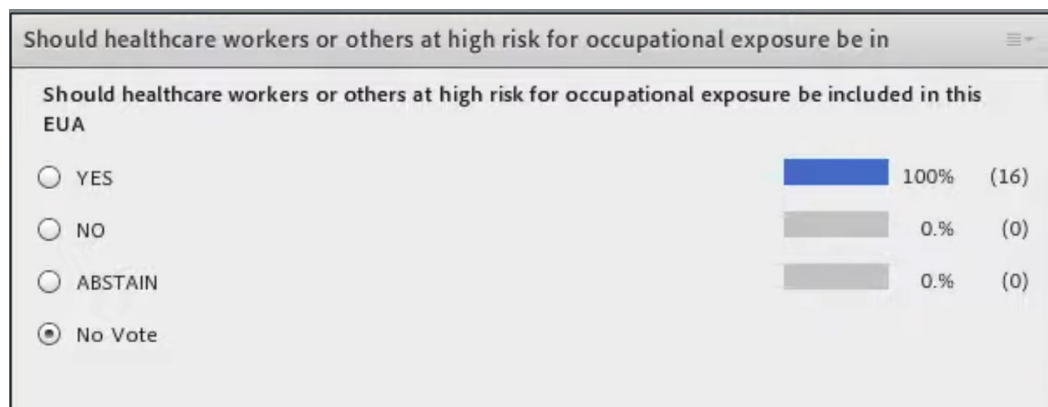 Should healthcare workers or others at high risk for occupational exposure be in
Should healthcare workers or others at high risk for occupational exposure be included in this
EUA
YES 100% (16)
NO 0.% (0)
ABSTAIN 0.% (0)
No Vote